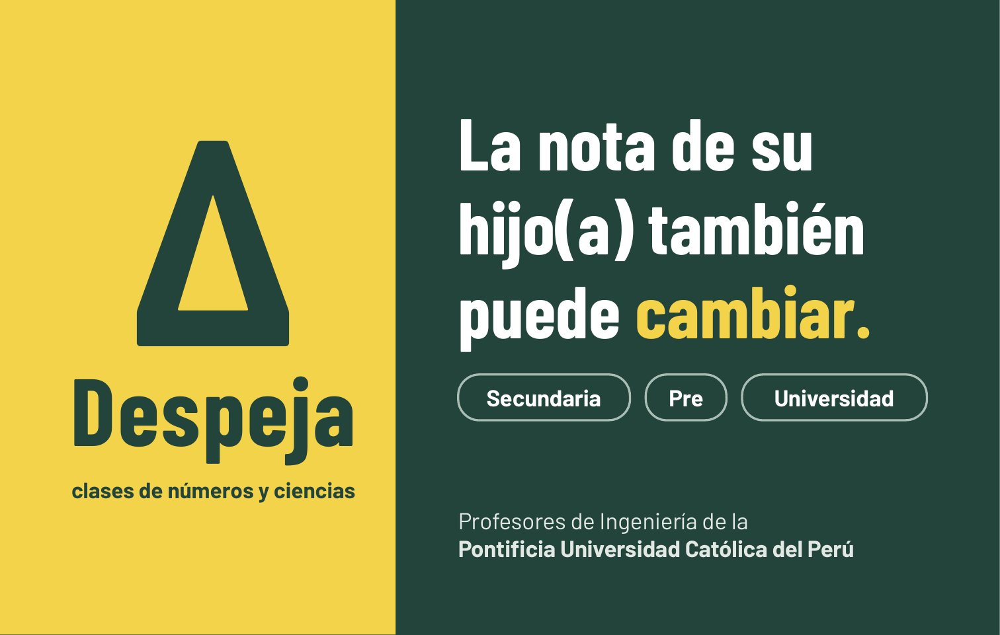 Despeja
clases de números y ciencias
La nota de su
hijo(a) también
puede cambiar.
Secundaria
Pre
Universidad
Profesores de Ingeniería de la
Pontificia Universidad Católica del Perú